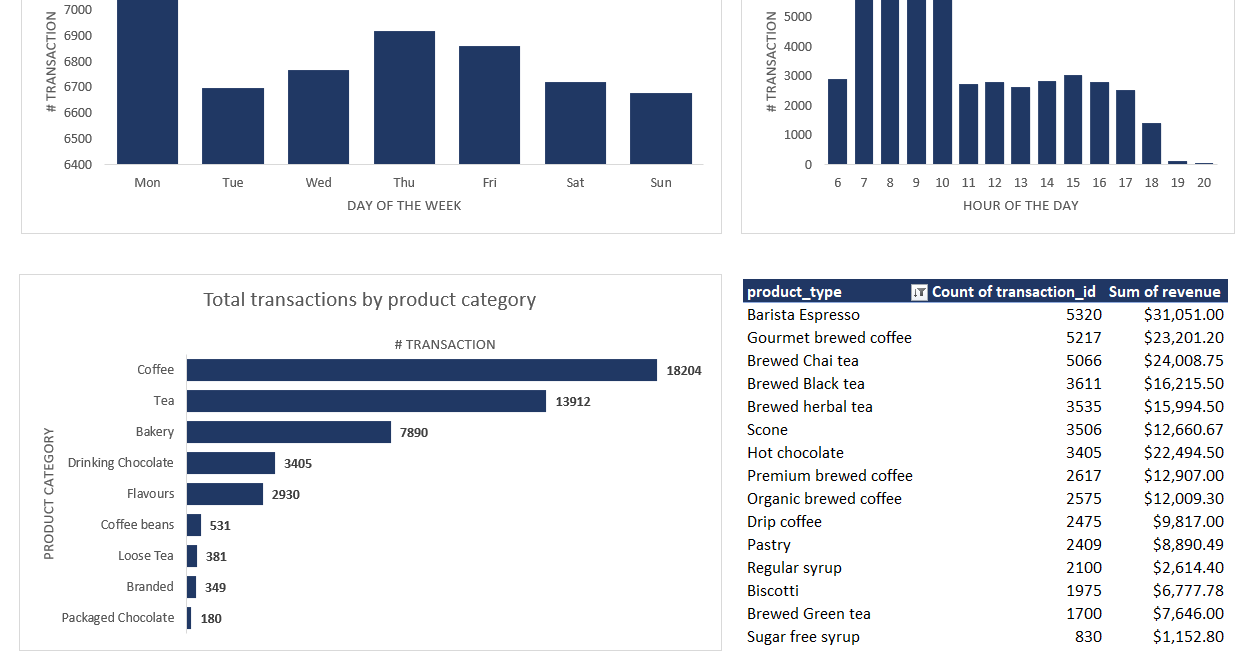 # TRANSACTION
7000
6900
6800
6700
6600
6500
6400
Mon Tue Wed Thu Fri Sat Sun
DAY OF THE WEEK
# TRANSACTION
5000
4000
3000
2000
1000
0
6 7 8 9 10 11 12 13 14 15 16 17 18 19 20
HOUR OF THE DAY
Total transactions by product category
# TRANSACTION
PRODUCT CATEGORY
Coffee 18204
Tea 13912
Bakery 7890
Drinking Chocolate 3405
Flavours 2930
Coffee beans 531
Loose Tea 381
Branded 349
Packaged Chocolate 180
product_type Count of transaction_id Sum of revenue
Barista Espresso 5320 $31,051.00
Gourmet brewed coffee 5217 $23,201.20
Brewed Chai tea 5066 $24,008.75
Brewed Black tea 3611 $16,215.50
Brewed herbal tea 3535 $15,994.50
Scone 3506 $12,660.67
Hot chocolate 3405 $22,494.50
Premium brewed coffee 2617 $12,907.00
Organic brewed coffee 2575 $12,009.30
Drip coffee 2475 $9,817.00
Pastry 2409 $8,890.49
Regular syrup 2100 $2,614.40
Biscotti 1975 $6,777.78
Brewed Green tea 1700 $7,646.00
Sugar free syrup 830 $1,152.80